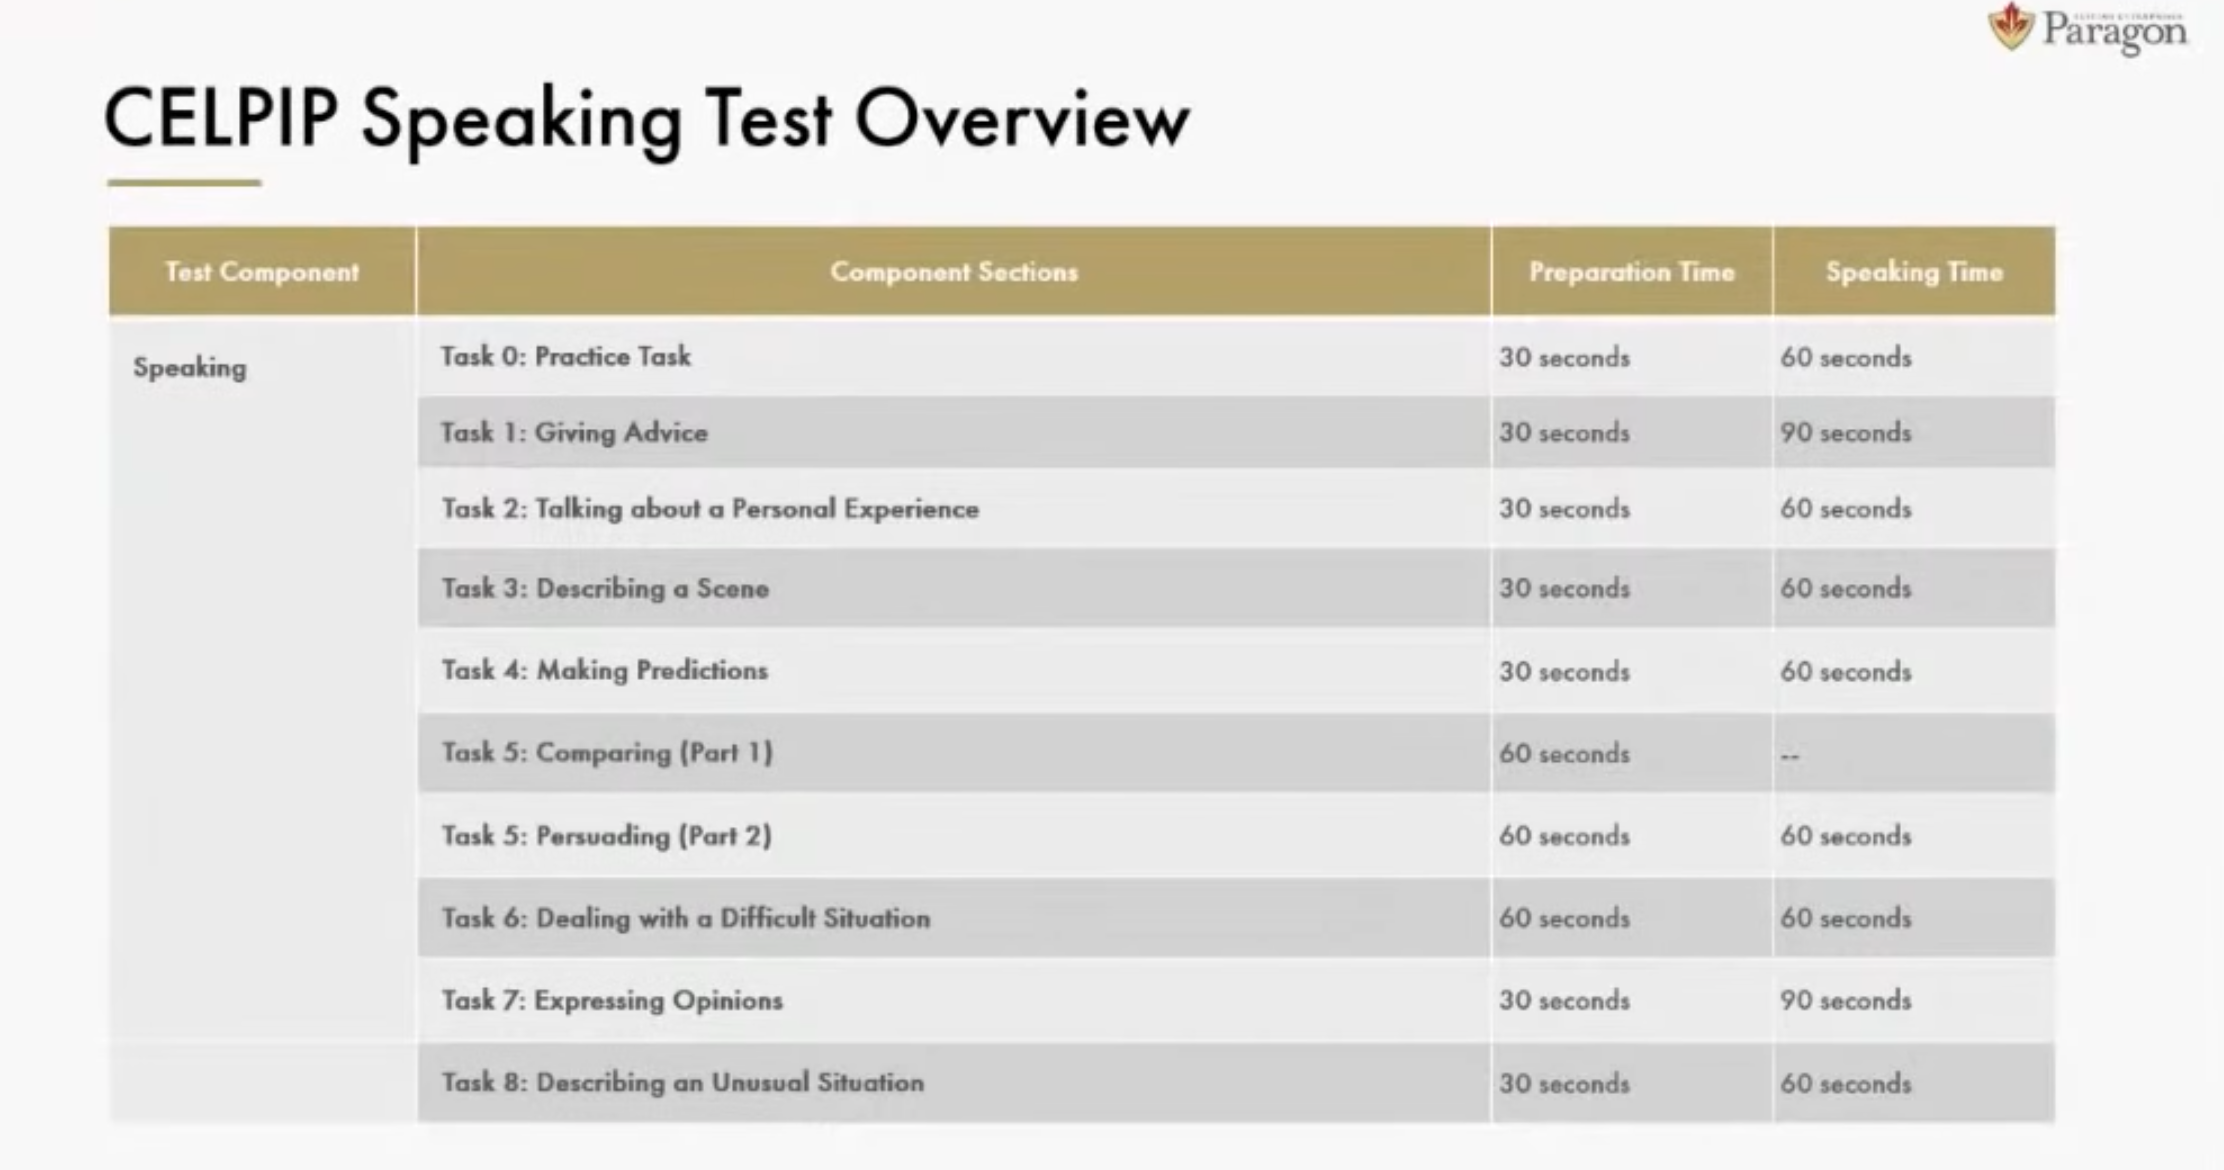 Paragon
CELPIP Speaking Test Overview
Test Component Component Sections Preparation Time Speaking Time
Speaking Task 0: Practice Task 30 seconds 60 seconds
Task 1: Giving Advice 30 seconds 90 seconds
Task 2: Talking about a Personal Experience 30 seconds 60 seconds
Task 3: Describing a Scene 30 seconds 60 seconds
Task 4: Making Predictions 30 seconds 60 seconds
Task 5: Comparing (Part 1) 60 seconds --
Task 5: Persuading (Part 2) 60 seconds 60 seconds
Task 6: Dealing with a Difficult Situation 60 seconds 60 seconds
Task 7: Expressing Opinions 30 seconds 90 seconds
Task 8: Describing an Unusual Situation 30 seconds 60 seconds